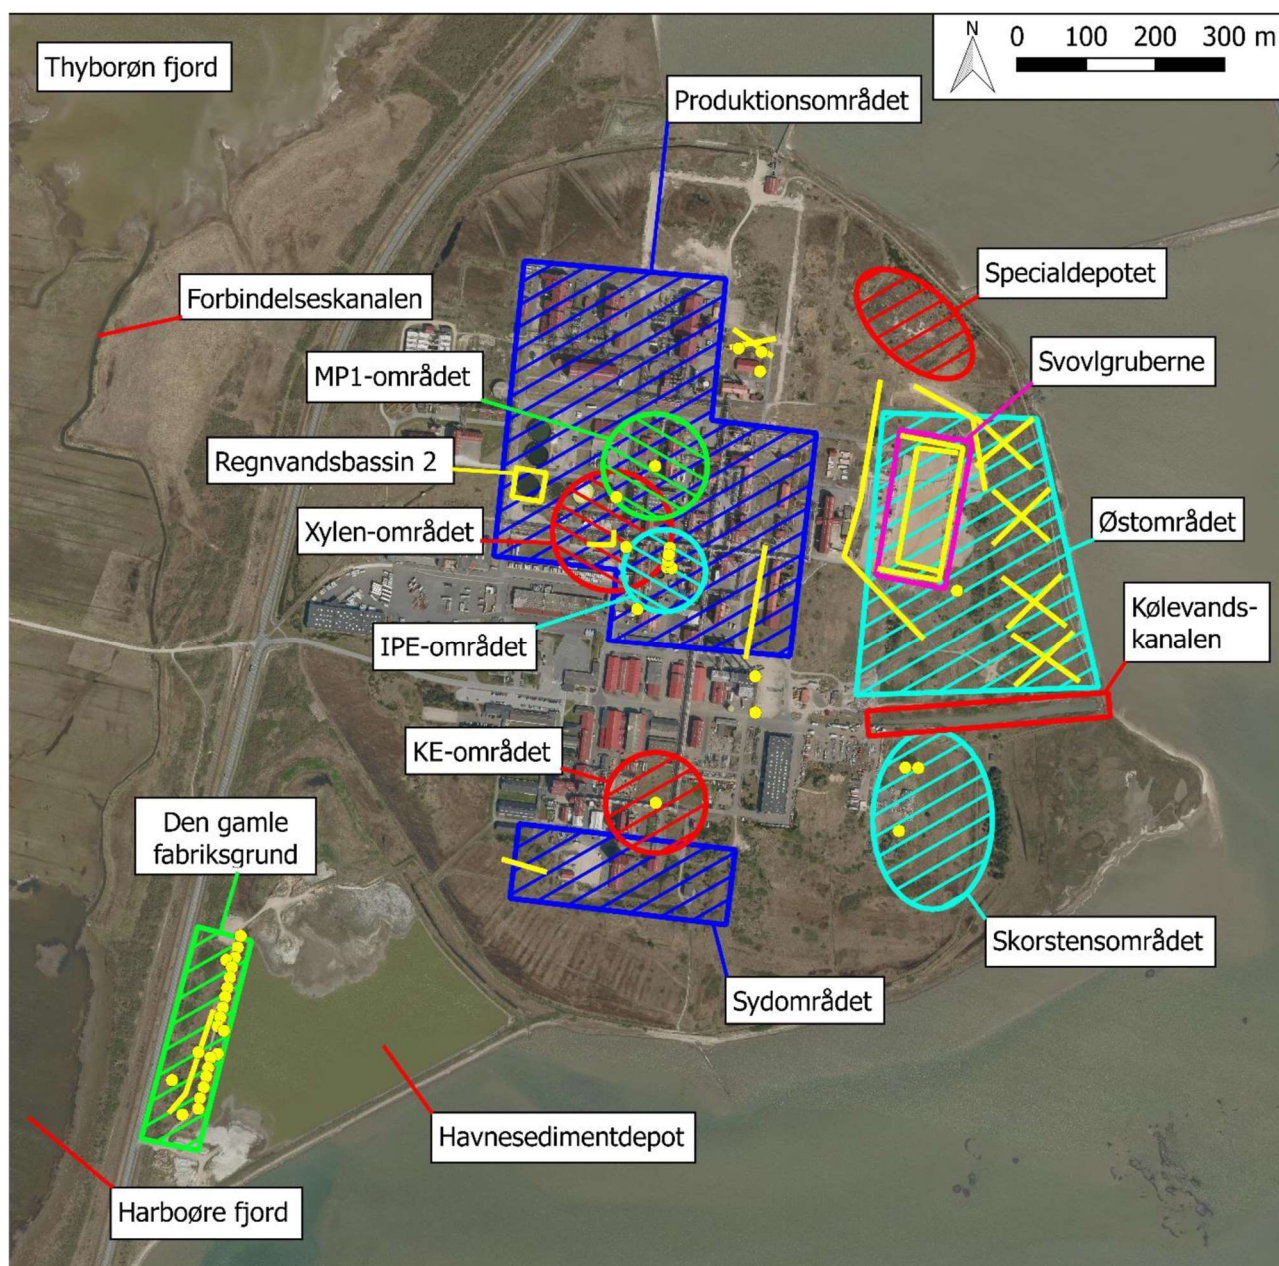 Thyborøn fjord
N
0 100 200 300 m
Produktionsområdet
Specialdepotet
Forbindelseskanalen
Svovlgruberne
MP1-området
Regnvandsbassin 2
Xylen-området
Østområdet
Kølevands-
kanalen
IPE-området
KE-området
Den gamle
fabriksgrund
Skorstensområdet
Sydområdet
Havnesedimentdepot
Harboøre fjord